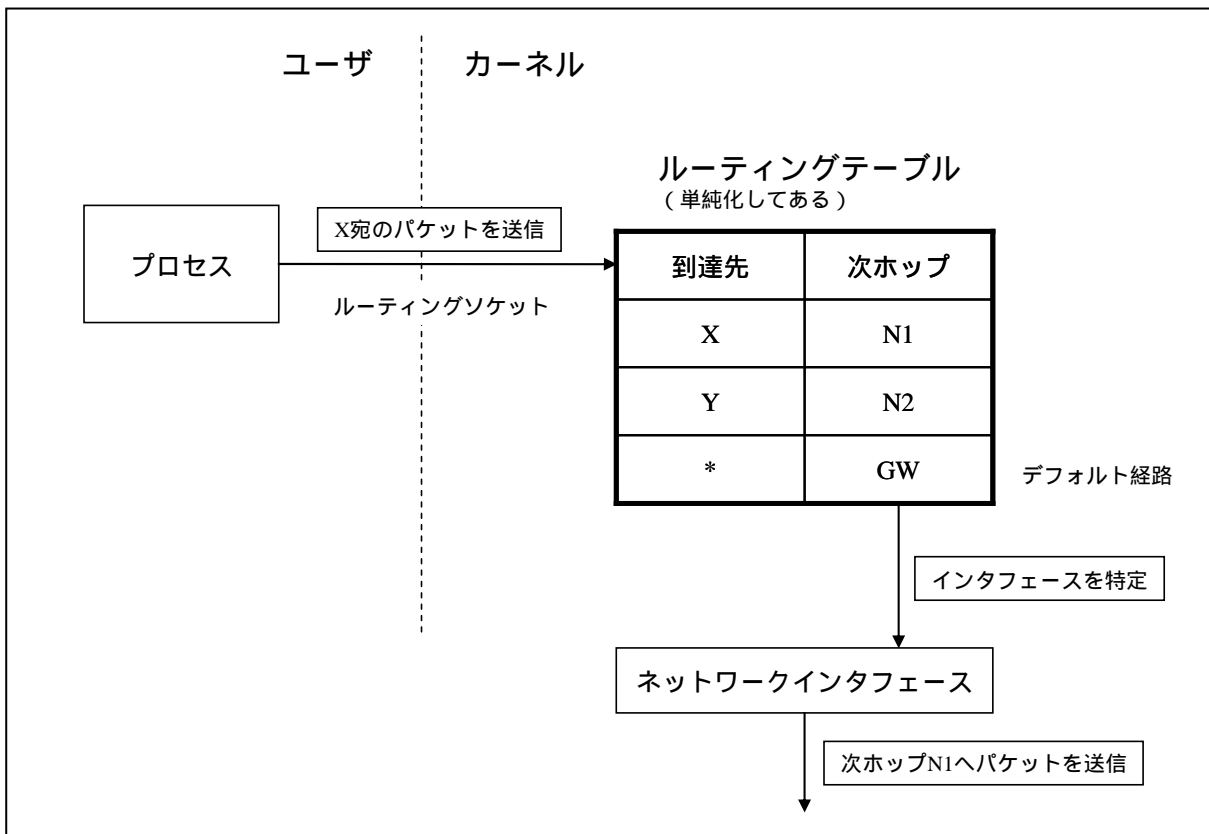 ユーザ
カーネル
ルーティングテーブル
(単純化してある)
X宛のパケットを送信
プロセス
ルーティングソケット
到達先 次ホップ
X N1
Y N2
* GW
デフォルト経路
インタフェースを特定
ネットワークインタフェース
次ホップN1へパケットを送信